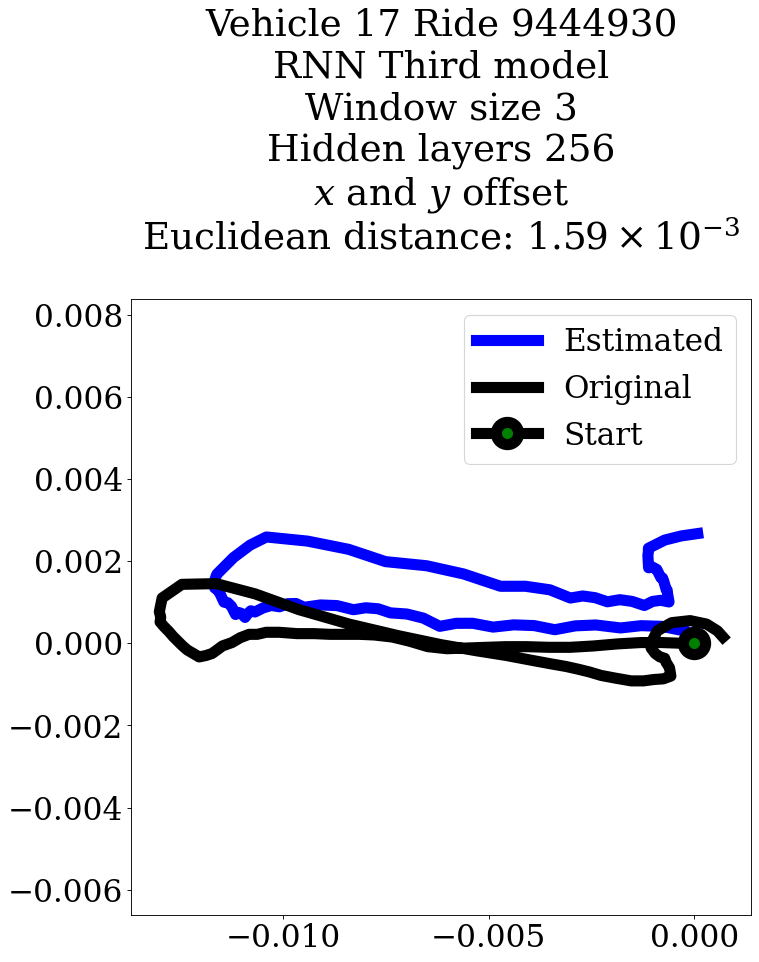 Vehicle 17 Ride 9444930
RNN Third model
Window size 3
Hidden layers 256
x and y offset
Euclidean distance: 1.59 × 10⁻³
Estimated
Original
Start
0.008
0.006
0.004
0.002
0.000
−0.002
−0.004
−0.006
−0.010
−0.005
0.000